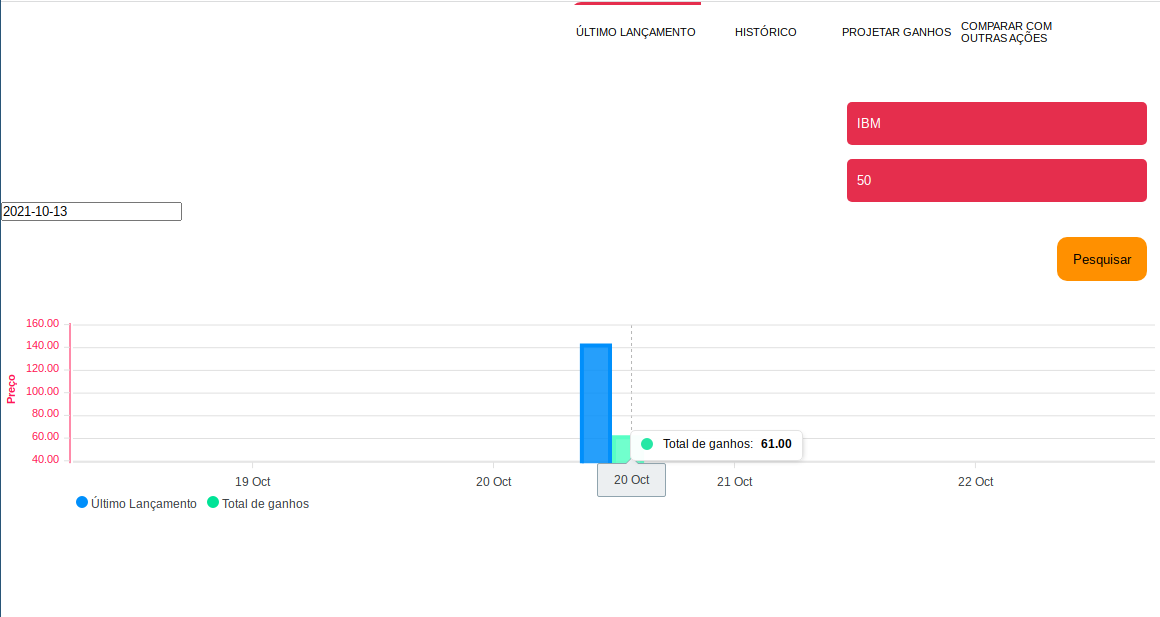 ÚLTIMO LANÇAMENTO
HISTÓRICO
PROJETAR GANHOS
COMPARAR COM
OUTRAS AÇÕES
IBM
50
2021-10-13
Pesquisar
Preço
160.00
140.00
120.00
100.00
80.00
60.00
40.00
Total de ganhos: 61.00
19 Oct
20 Oct
20 Oct
21 Oct
22 Oct
Último Lançamento
Total de ganhos